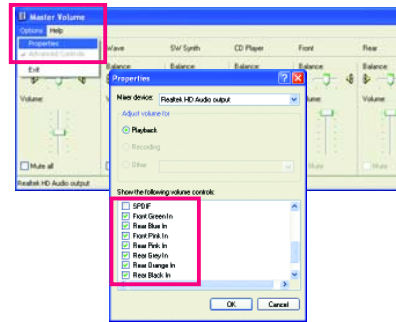 Master Volume
Options Help
Properties
Advanced Controls
Exit
Wave
SW Synth
CD Player
Front
Rear
Balance:
Balance:
Balance:
Balance:
Balance:
Volume:
Volume:
Mute all
Mute
Mute
Realtek HD Audio output
Properties
Mixer device: Realtek HD Audio output
Adjust volume for
Playback
Recording
Other
Show the following volume controls:
SPDIF
Front Green In
Rear Blue In
Front Pink In
Rear Pink In
Rear Grey In
Rear Orange In
Rear Black In
OK Cancel